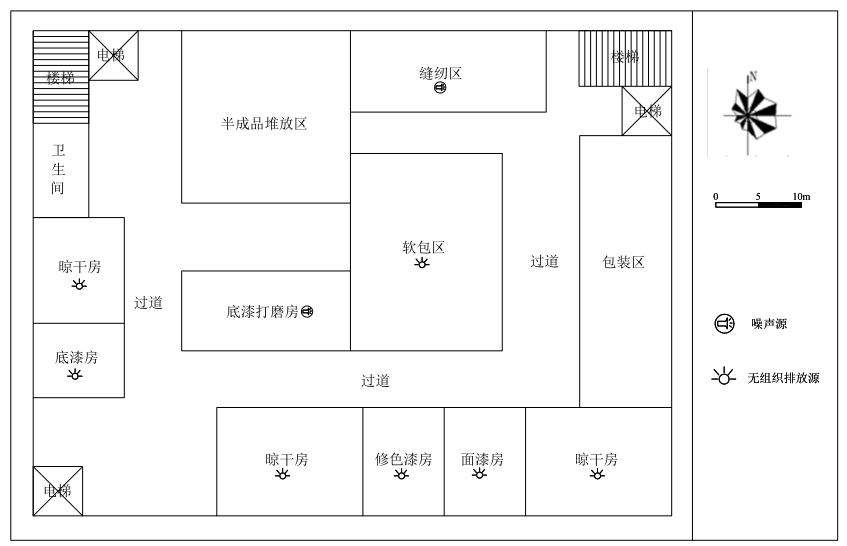 楼梯
电梯
缝纫区
楼梯
N
半成品堆放区
电梯
卫
生
间
0 5 10m
晾干房
软包区
过道
包装区
过道
底漆打磨房
噪声源
底漆房
过道
无组织排放源
晾干房
修色漆房
面漆房
晾干房
电梯